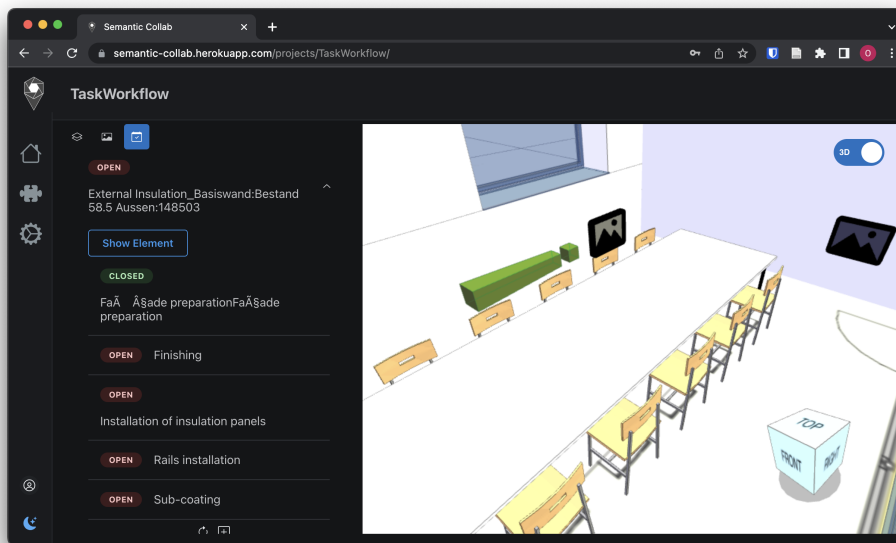 Semantic Collab
semantic-collab.herokuapp.com/projects/TaskWorkflow/
O
TaskWorkflow
OPEN
External Insulation_Basiswand:Bestand
58.5 Aussen:148503
Show Element
CLOSED
FaÃ Â§ade preparationFaÃ§ade
preparation
OPEN Finishing
OPEN
Installation of insulation panels
OPEN Rails installation
OPEN Sub-coating
3D
TOP
FRONT RIGHT